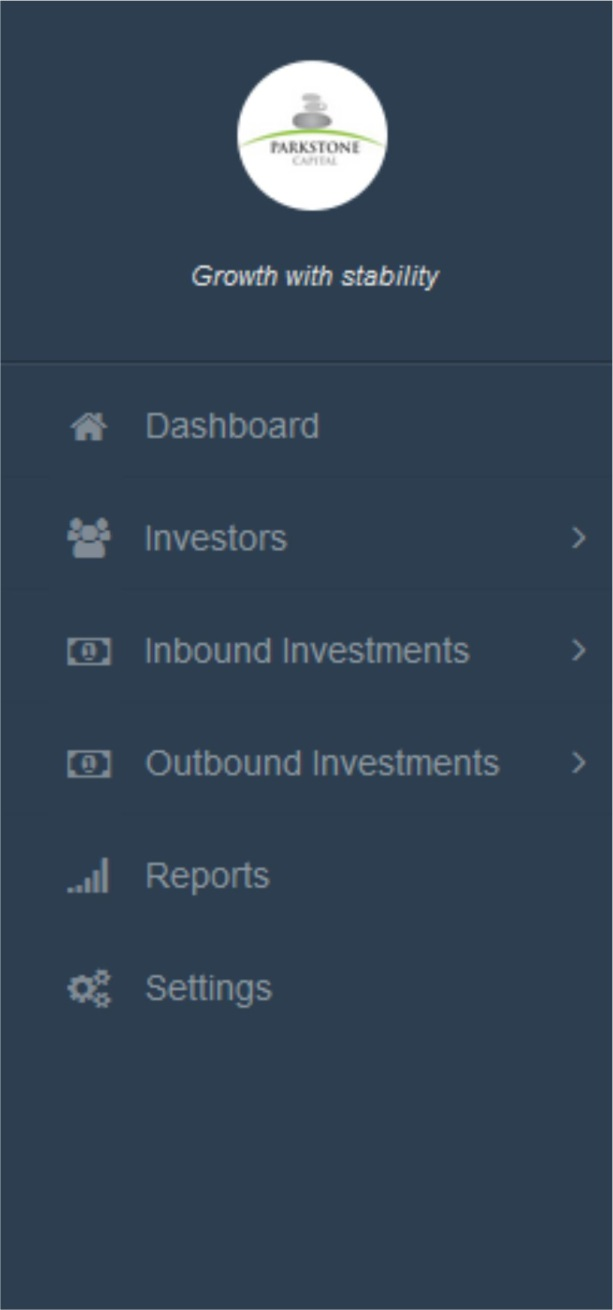 PARKSTONE
CAPITAL
Growth with stability
Dashboard
Investors
Inbound Investments
Outbound Investments
Reports
Settings